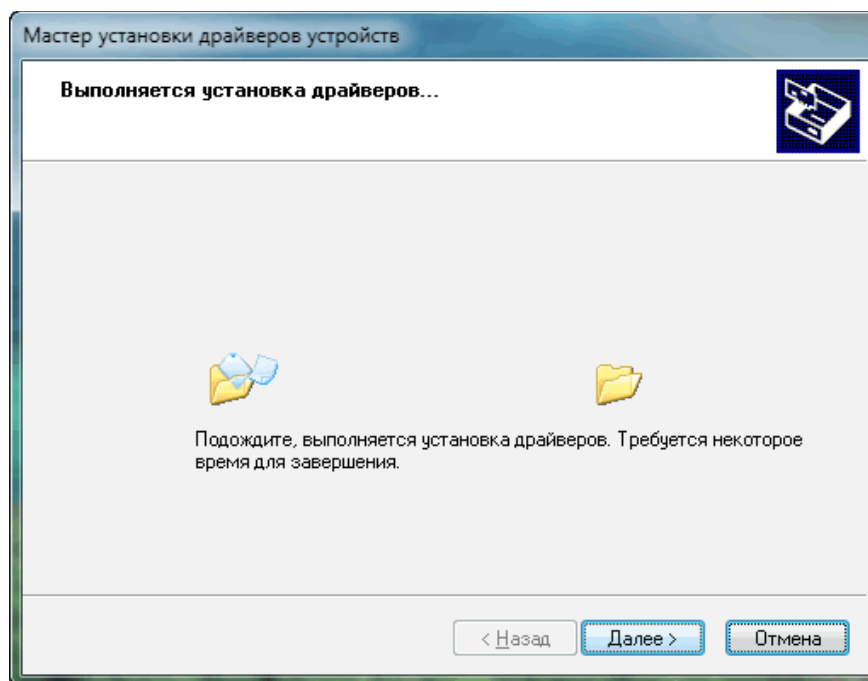 Мастер установки драйверов устройств
Выполняется установка драйверов...
Подождите, выполняется установка драйверов. Требуется некоторое
время для завершения.
< Назад
Далее >
Отмена